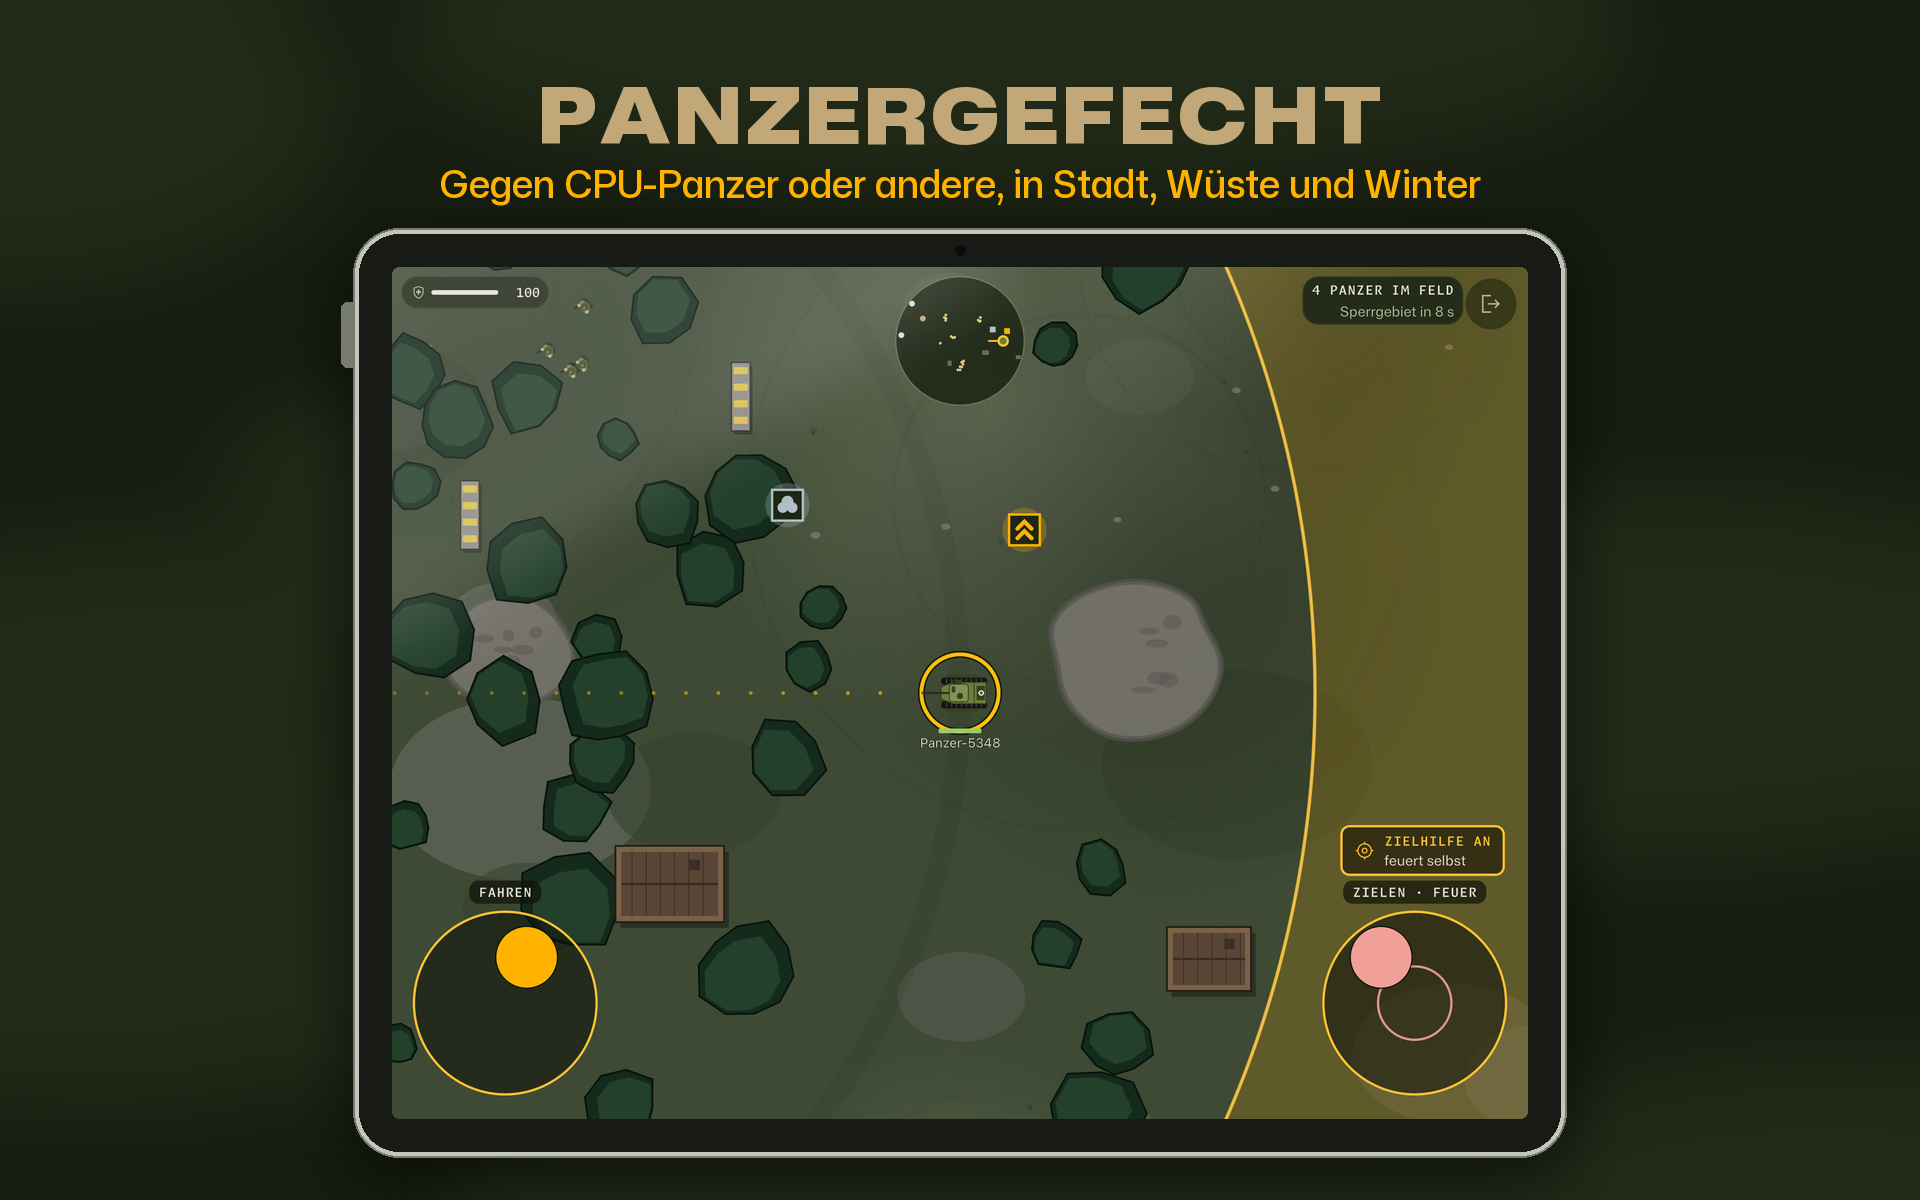 PANZERGEFECHT
Gegen CPU-Panzer oder andere, in Stadt, Wüste und Winter
100
4 PANZER IM FELD
Sperrgebiet in 8 s
Panzer-5348
ZIELHILFE AN
feuert selbst
FAHREN
ZIELEN · FEUER